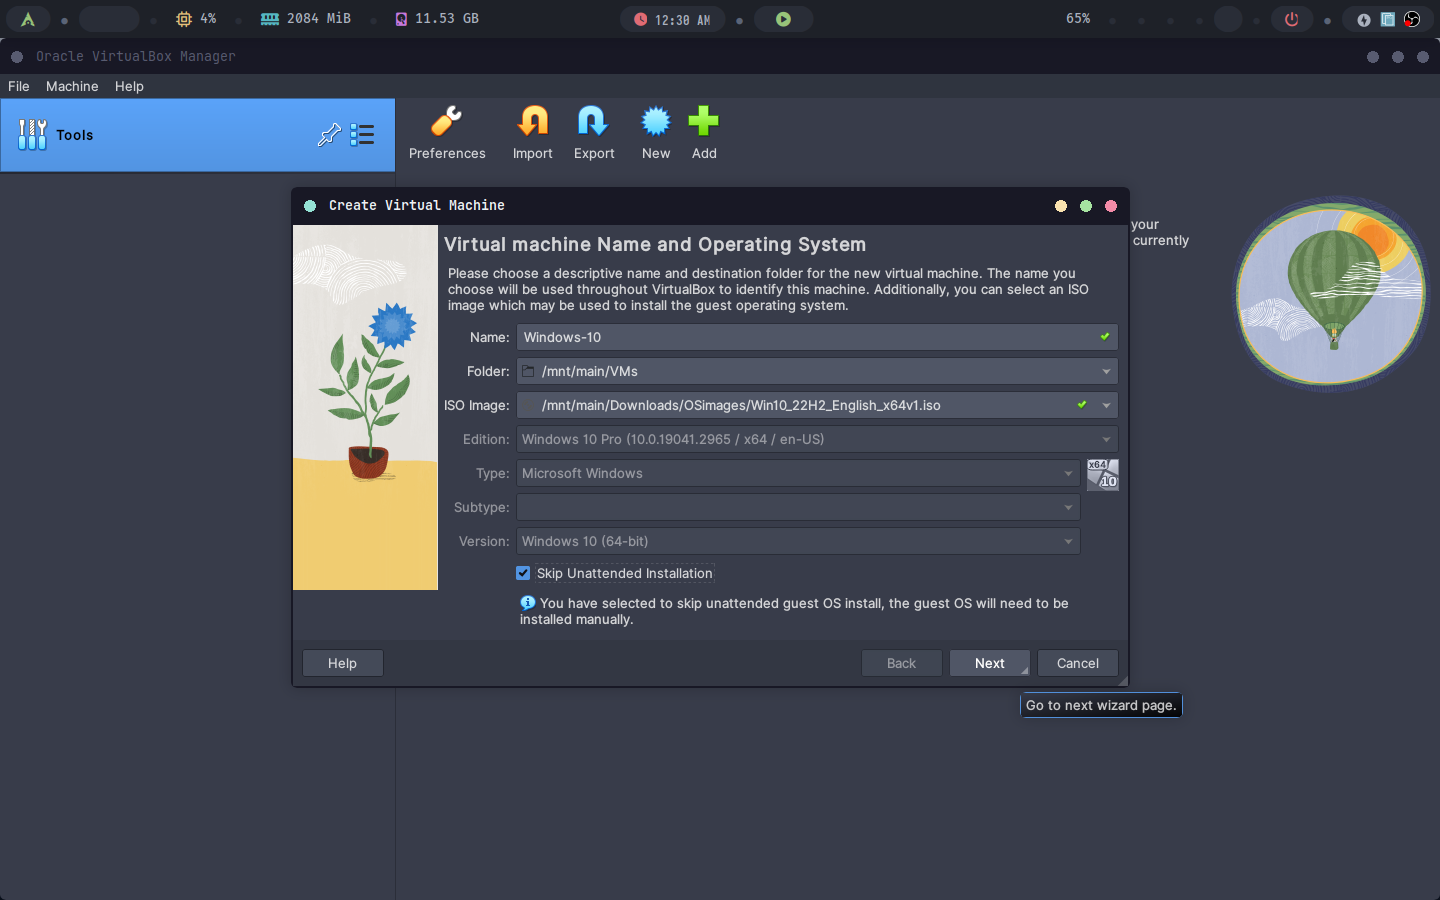 4% 2084 MiB 11.53 GB 12:30 AM 65%
Oracle VirtualBox Manager
File Machine Help
Tools
Preferences Import Export New Add
Create Virtual Machine
your
currently
Virtual machine Name and Operating System
Please choose a descriptive name and destination folder for the new virtual machine. The name you
choose will be used throughout VirtualBox to identify this machine. Additionally, you can select an ISO
image which may be used to install the guest operating system.
Name: Windows-10
Folder: /mnt/main/VMs
ISO Image: /mnt/main/Downloads/OSimages/Win10_22H2_English_x64v1.iso
Edition: Windows 10 Pro (10.0.19041.2965 / x64 / en-US)
Type: Microsoft Windows
x64
10
Subtype:
Version: Windows 10 (64-bit)
Skip Unattended Installation
You have selected to skip unattended guest OS install, the guest OS will need to be
installed manually.
Help Back Next Cancel
Go to next wizard page.